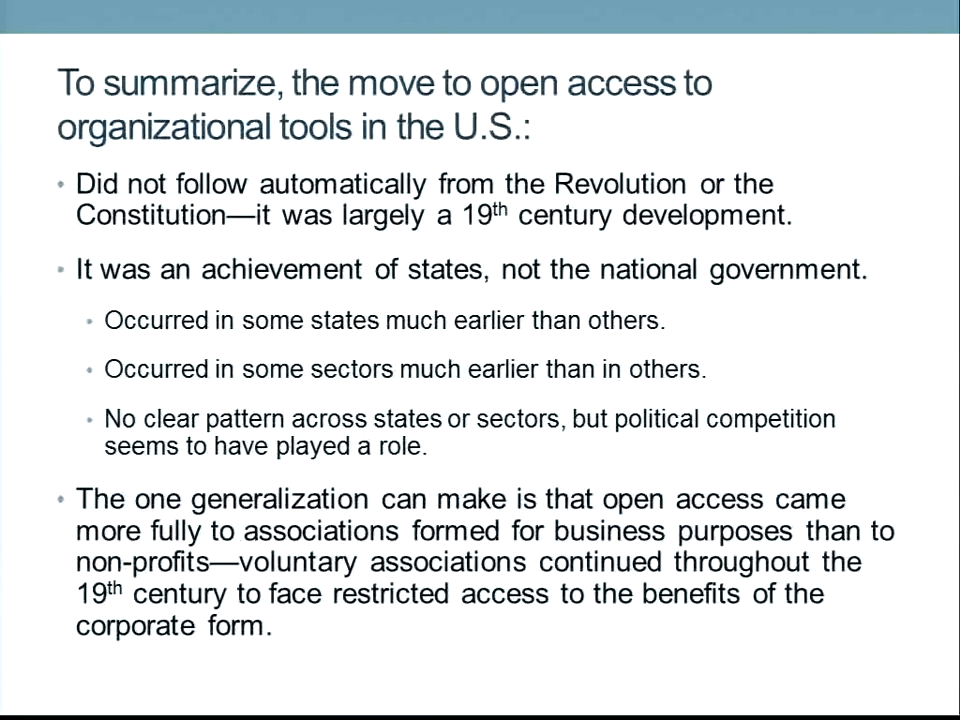 To summarize, the move to open access to
organizational tools in the U.S.:
• Did not follow automatically from the Revolution or the
Constitution—it was largely a 19th century development.
• It was an achievement of states, not the national government.
• Occurred in some states much earlier than others.
• Occurred in some sectors much earlier than in others.
• No clear pattern across states or sectors, but political competition
seems to have played a role.
• The one generalization can make is that open access came
more fully to associations formed for business purposes than to
non-profits—voluntary associations continued throughout the
19th century to face restricted access to the benefits of the
corporate form.